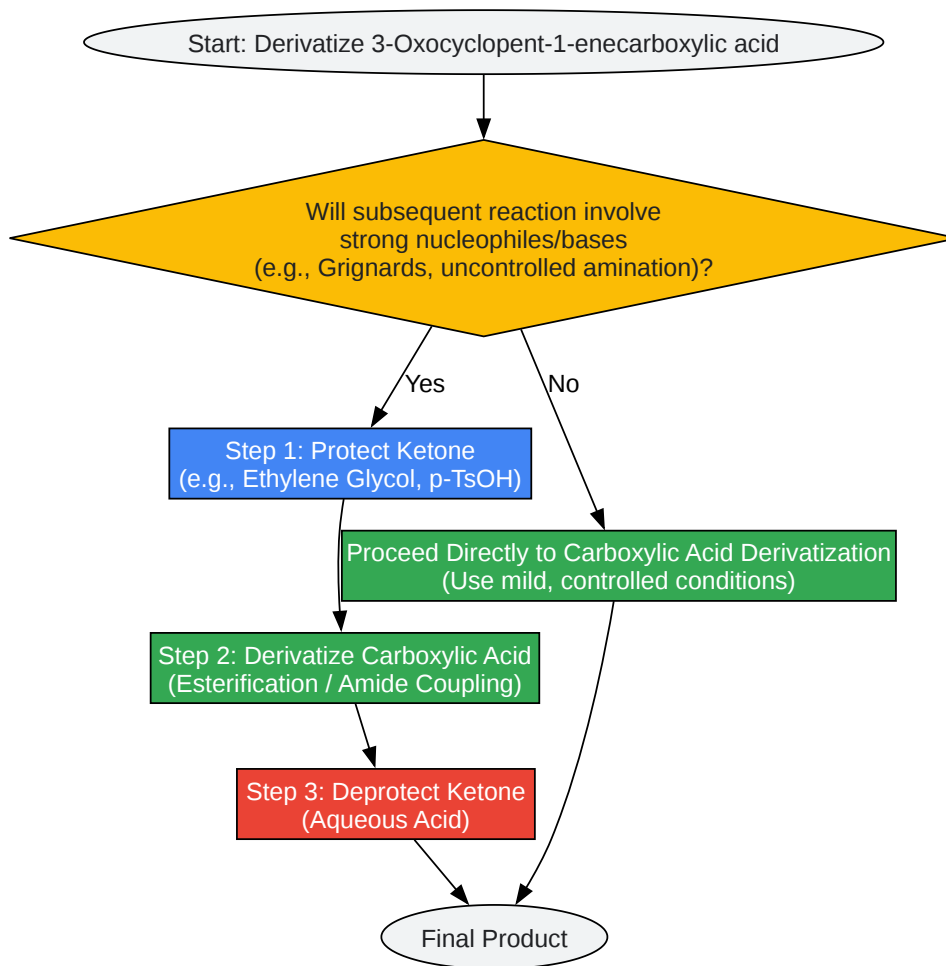 Start: Derivatize 3-Oxocyclopent-1-enecarboxylic acid
Will subsequent reaction involve
strong nucleophiles/bases
(e.g., Grignards, uncontrolled amination)?
Yes
No
Step 1: Protect Ketone
(e.g., Ethylene Glycol, p-TsOH)
Proceed Directly to Carboxylic Acid Derivatization
(Use mild, controlled conditions)
Step 2: Derivatize Carboxylic Acid
(Esterification / Amide Coupling)
Step 3: Deprotect Ketone
(Aqueous Acid)
Final Product